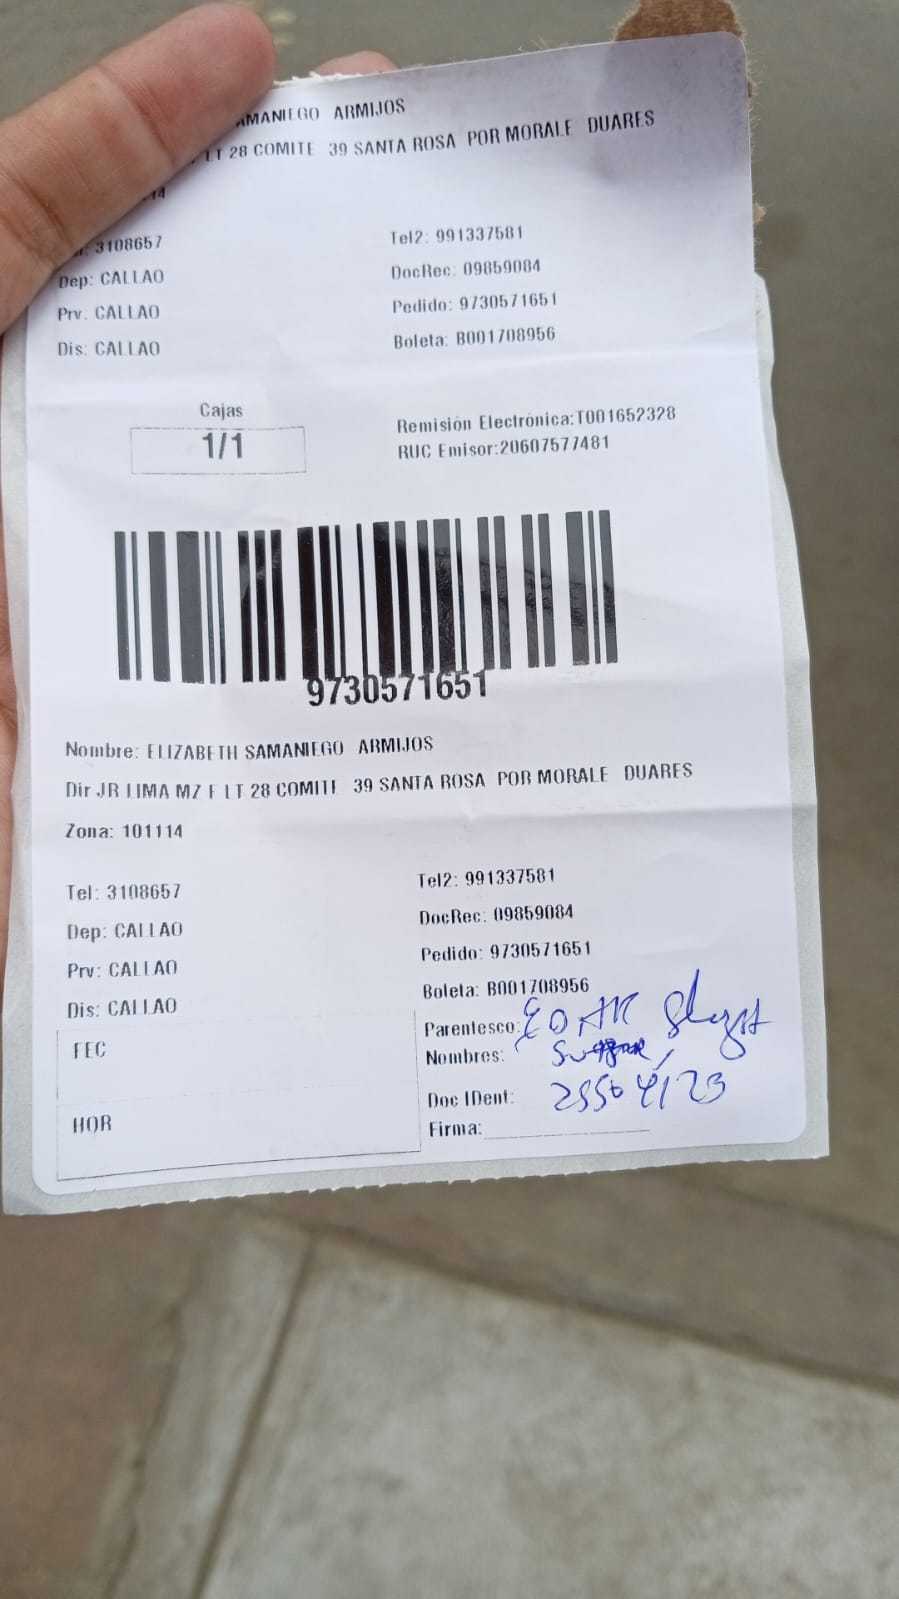 AMANIEGO ARMIJOS
LT 28 COMITE 39 SANTA ROSA POR MORALE DUARES
14
: 3108657 Tel2: 991337581
Dep: CALLAO DocRec: 09859084
Prv: CALLAO Pedido: 9730571651
Dis: CALLAO Boleta: B001708956
Cajas
1/1
Remisión Electrónica:T001652328
RUC Emisor:20607577481
9730571651
Nombre: ELIZABETH SAMANIEGO ARMIJOS
Dir JR LIMA MZ F LT 28 COMITE 39 SANTA ROSA POR MORALE DUARES
Zona: 101114
Tel: 3108657 Tel2: 991337581
Dep: CALLAO DocRec: 09859084
Prv: CALLAO Pedido: 9730571651
Dis: CALLAO Boleta: B001708956
FEC
HOR
Parentesco:
Nombres:
Doc IDent: 25504123
Firma: